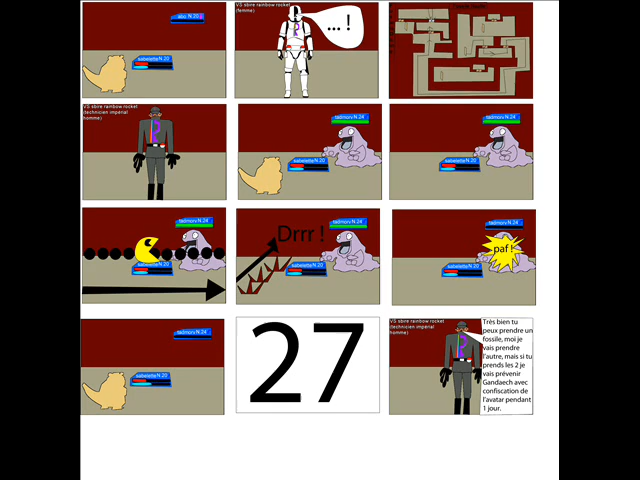 abo N.20
sabelette N.20
VS sbire rainbow rocket
(femme)
... !
VS sbire rainbow rocket
(technicien impérial
homme)
tadmorv N.24
sabelette N.20
tadmorv N.24
sabelette N.20
tadmorv N.24
sabelette N.20
Drrr !
tadmorv N.24
sabelette N.20
tadmorv N.24
paf !
sabelette N.20
tadmorv N.24
sabelette N.20
27
VS sbire rainbow rocket
(technicien impérial
homme)
Très bien tu
peux prendre un
fossile, moi je
vais prendre
l'autre, mais si tu
prends les 2 je
vais prévenir
Gandaech avec
confiscation de
l'avatar pendant
1 jour.